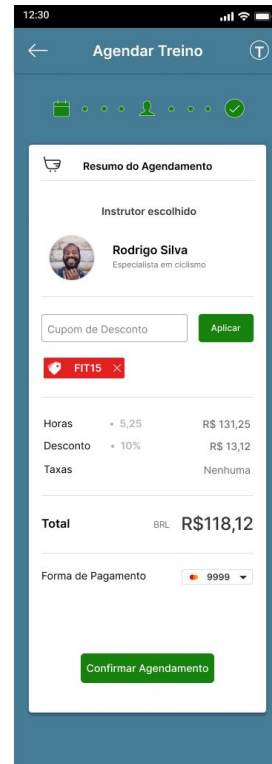 12:30
Agendar Treino
T
Resumo do Agendamento
Instrutor escolhido
Rodrigo Silva
Especialista em ciclismo
Cupom de Desconto Aplicar
FIT15
Horas 5,25 R$ 131,25
Desconto 10% R$ 13,12
Taxas Nenhuma
Total BRL R$118,12
Forma de Pagamento 9999
Confirmar Agendamento